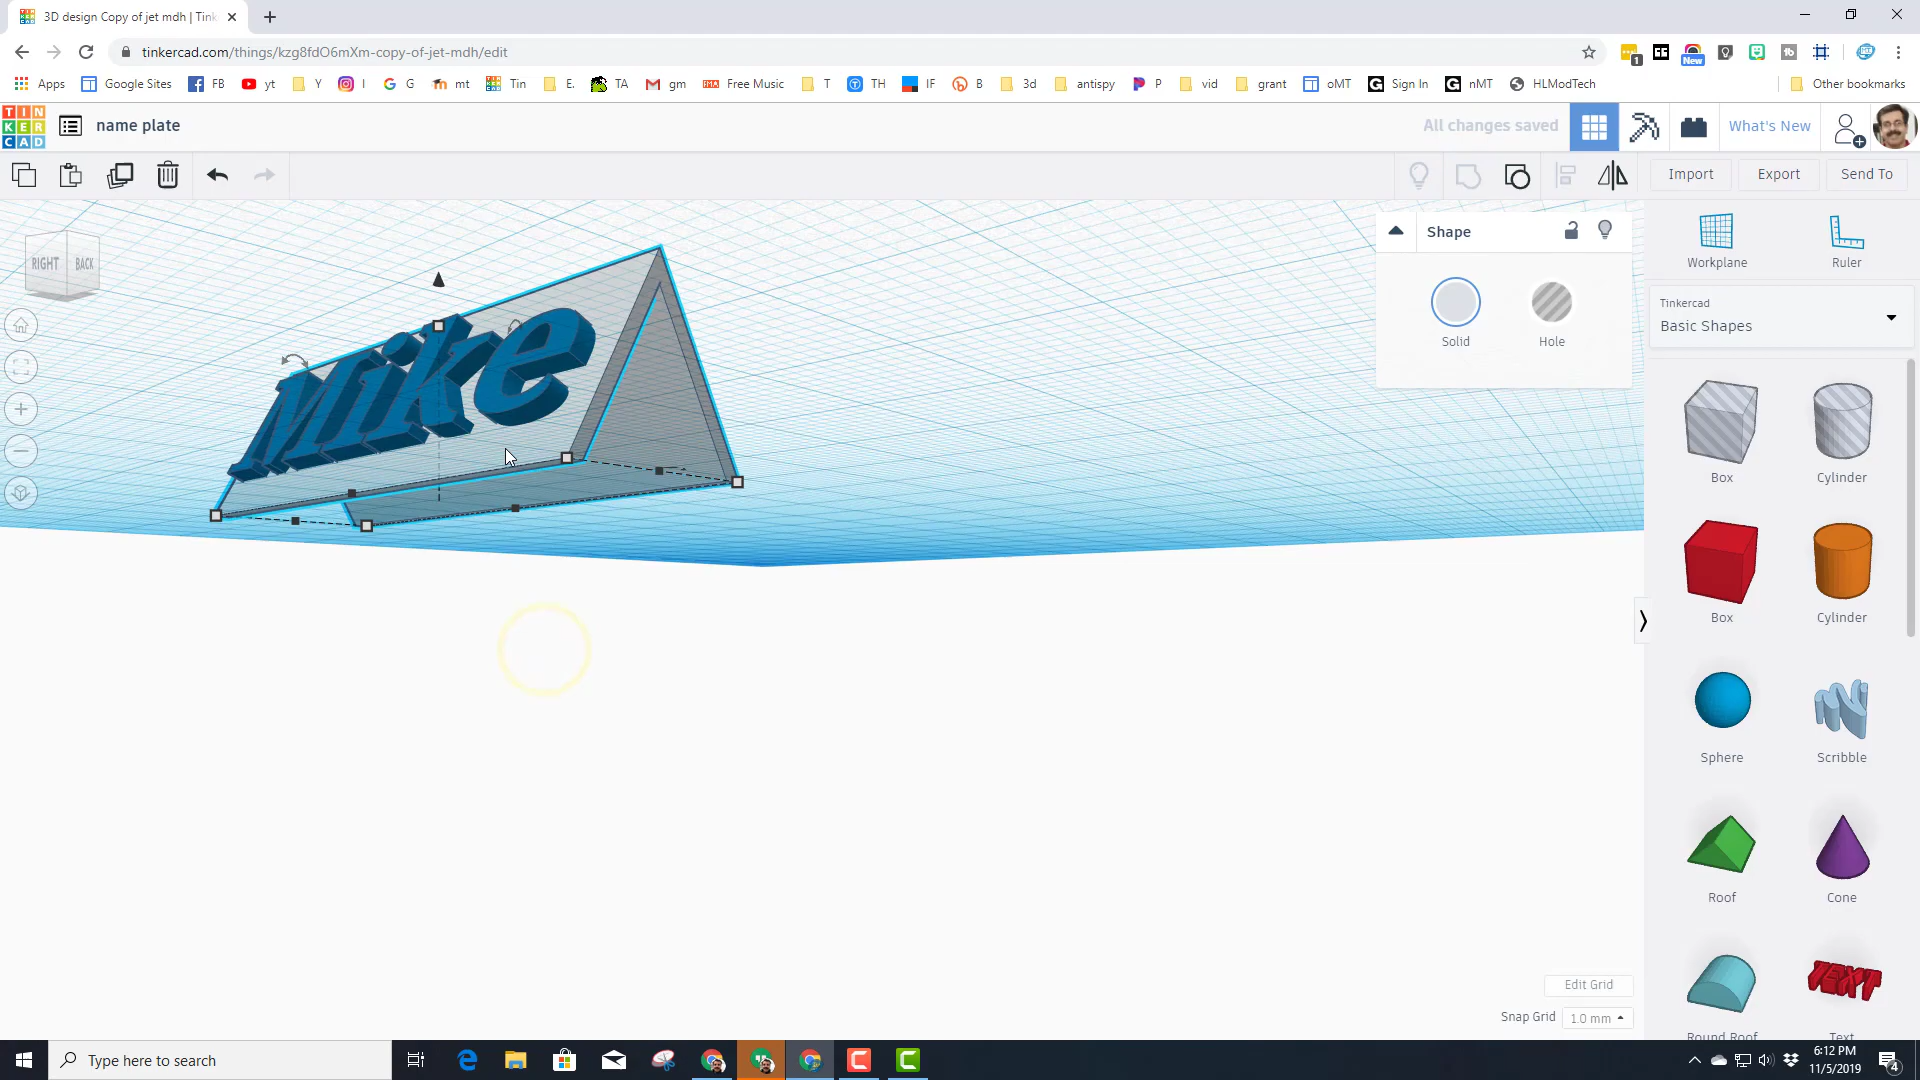 3D design Copy of jet mdh | Tink
tinkercad.com/things/kzg8fdO6mXm-copy-of-jet-mdh/edit
1
New
Apps Google Sites FB yt Y I G mt Tin E. TA gm Free Music T TH IF B 3d antispy P vid grant oMT Sign In nMT HLModTech Other bookmarks
TIN
KER
CAD
name plate
All changes saved
What's New
Import Export Send To
RIGHT BACK
Mike
Shape
Solid Hole
Workplane Ruler
Tinkercad
Basic Shapes
Box Cylinder
Box Cylinder
Sphere Scribble
Roof Cone
TEXT
Round Roof Text
Edit Grid
Snap Grid 1.0 mm
Type here to search
6:12 PM
11/5/2019
4